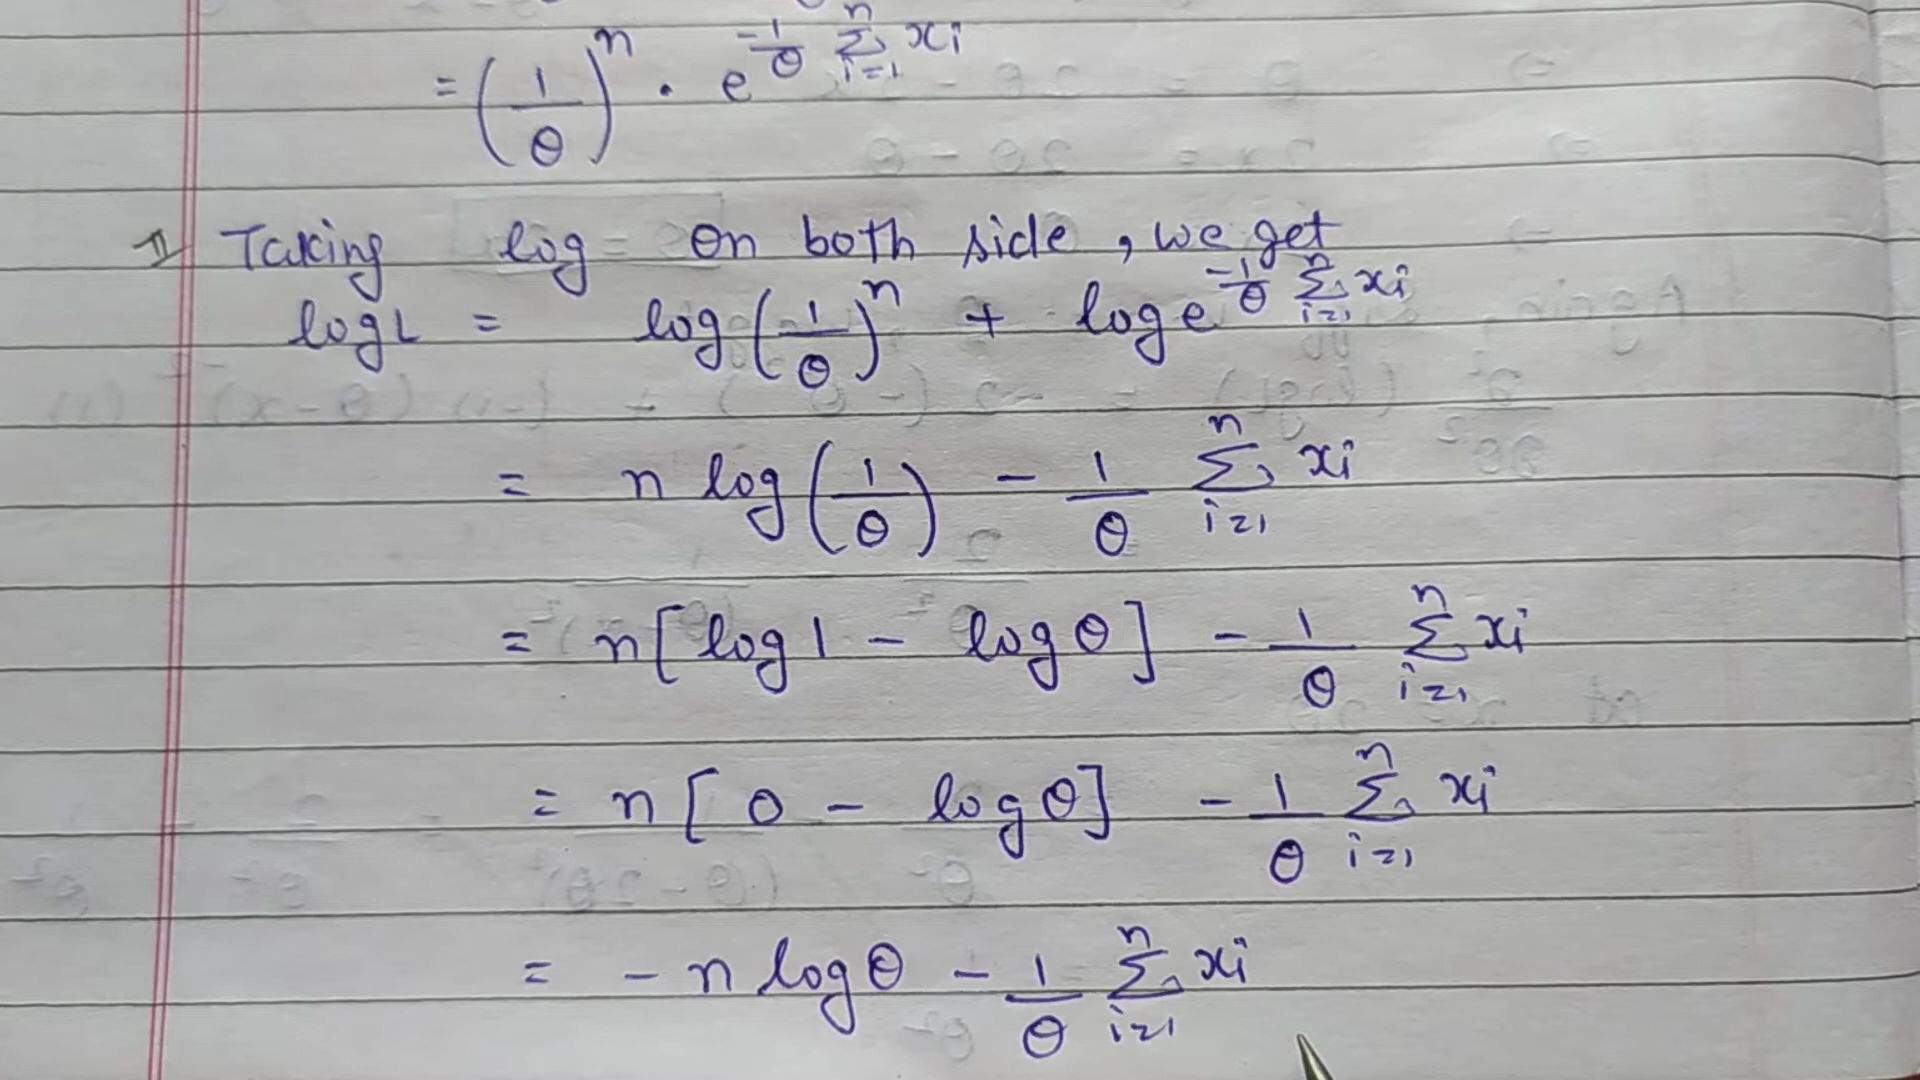 = (1/θ)^n · e^(-1/θ Σ_{i=1}^{n} xi)
II Taking log on both side, we get
log L = log (1/θ)^n + log e^(-1/θ Σ_{i=1}^{n} xi)
= n log (1/θ) - 1/θ Σ_{i=1}^{n} xi
= n [log 1 - log θ] - 1/θ Σ_{i=1}^{n} xi
= n [0 - log θ] - 1/θ Σ_{i=1}^{n} xi
= - n log θ - 1/θ Σ_{i=1}^{n} xi